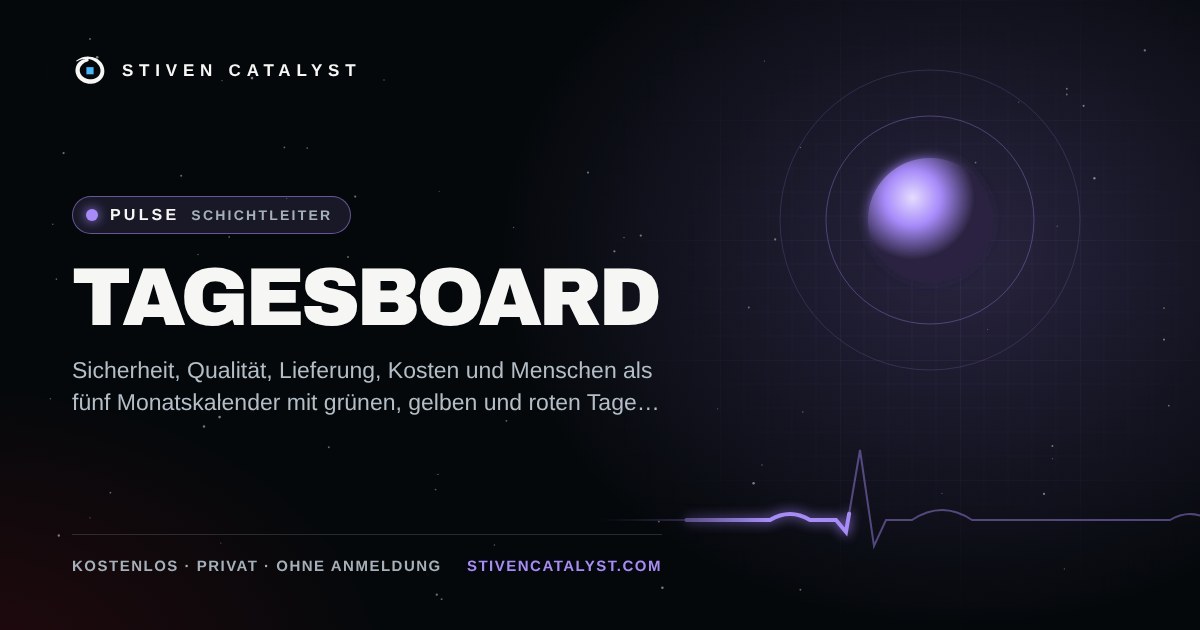 STIVEN CATALYST
PULSE SCHICHTLEITER
TAGESBOARD
Sicherheit, Qualität, Lieferung, Kosten und Menschen als
fünf Monatskalender mit grünen, gelben und roten Tage…
KOSTENLOS · PRIVAT · OHNE ANMELDUNG STIVENCATALYST.COM